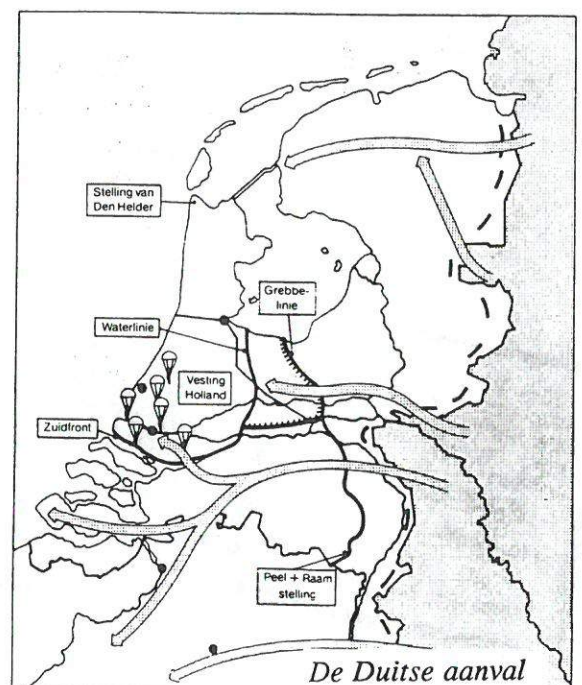 Stelling van
Den Helder
Grebbe-
linie
Waterlinie
Vesting
Holland
Zuidfront
Peel + Raam
stelling
De Duitse aanval